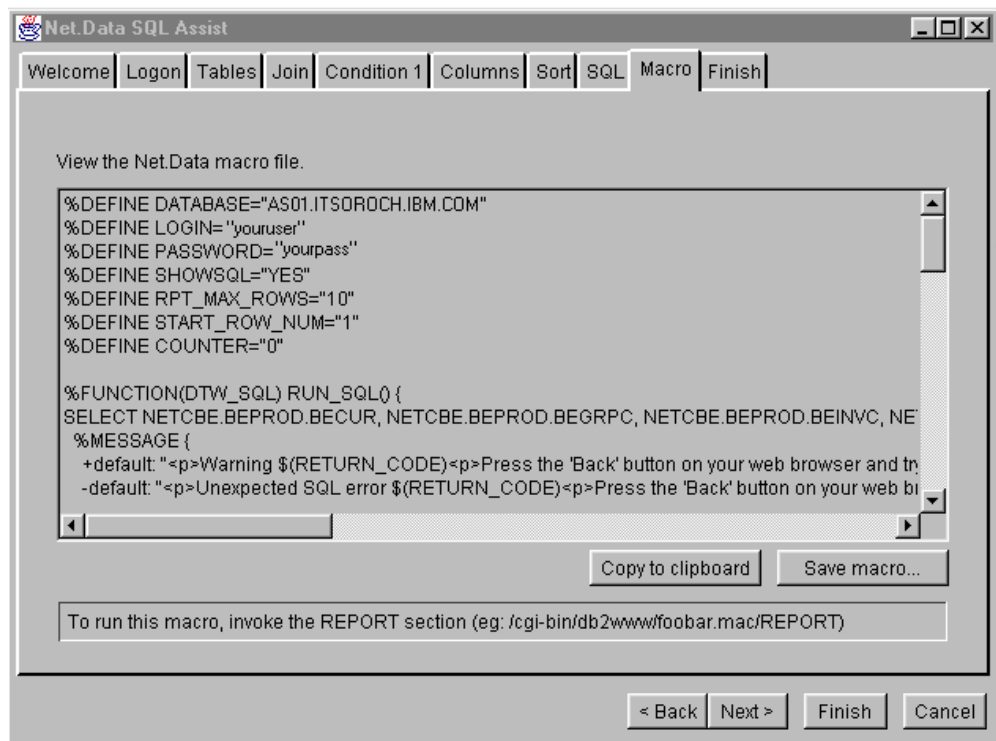 Net.Data SQL Assist
Welcome Logon Tables Join Condition 1 Columns Sort SQL Macro Finish
View the Net.Data macro file.
%DEFINE DATABASE="AS01.ITSOROCH.IBM.COM"
%DEFINE LOGIN="youruser"
%DEFINE PASSWORD="yourpass"
%DEFINE SHOWSQL="YES"
%DEFINE RPT_MAX_ROWS="10"
%DEFINE START_ROW_NUM="1"
%DEFINE COUNTER="0"
%FUNCTION(DTW_SQL) RUN_SQL() {
SELECT NETCBE.BEPROD.BECUR, NETCBE.BEPROD.BEGRPC, NETCBE.BEPROD.BEINVC, NE
%MESSAGE {
+default: "<p>Warning $(RETURN_CODE)<p>Press the 'Back' button on your web browser and try
-default: "<p>Unexpected SQL error $(RETURN_CODE)<p>Press the 'Back' button on your web b
Copy to clipboard Save macro...
To run this macro, invoke the REPORT section (eg: /cgi-bin/db2www/foobar.mac/REPORT)
< Back Next > Finish Cancel